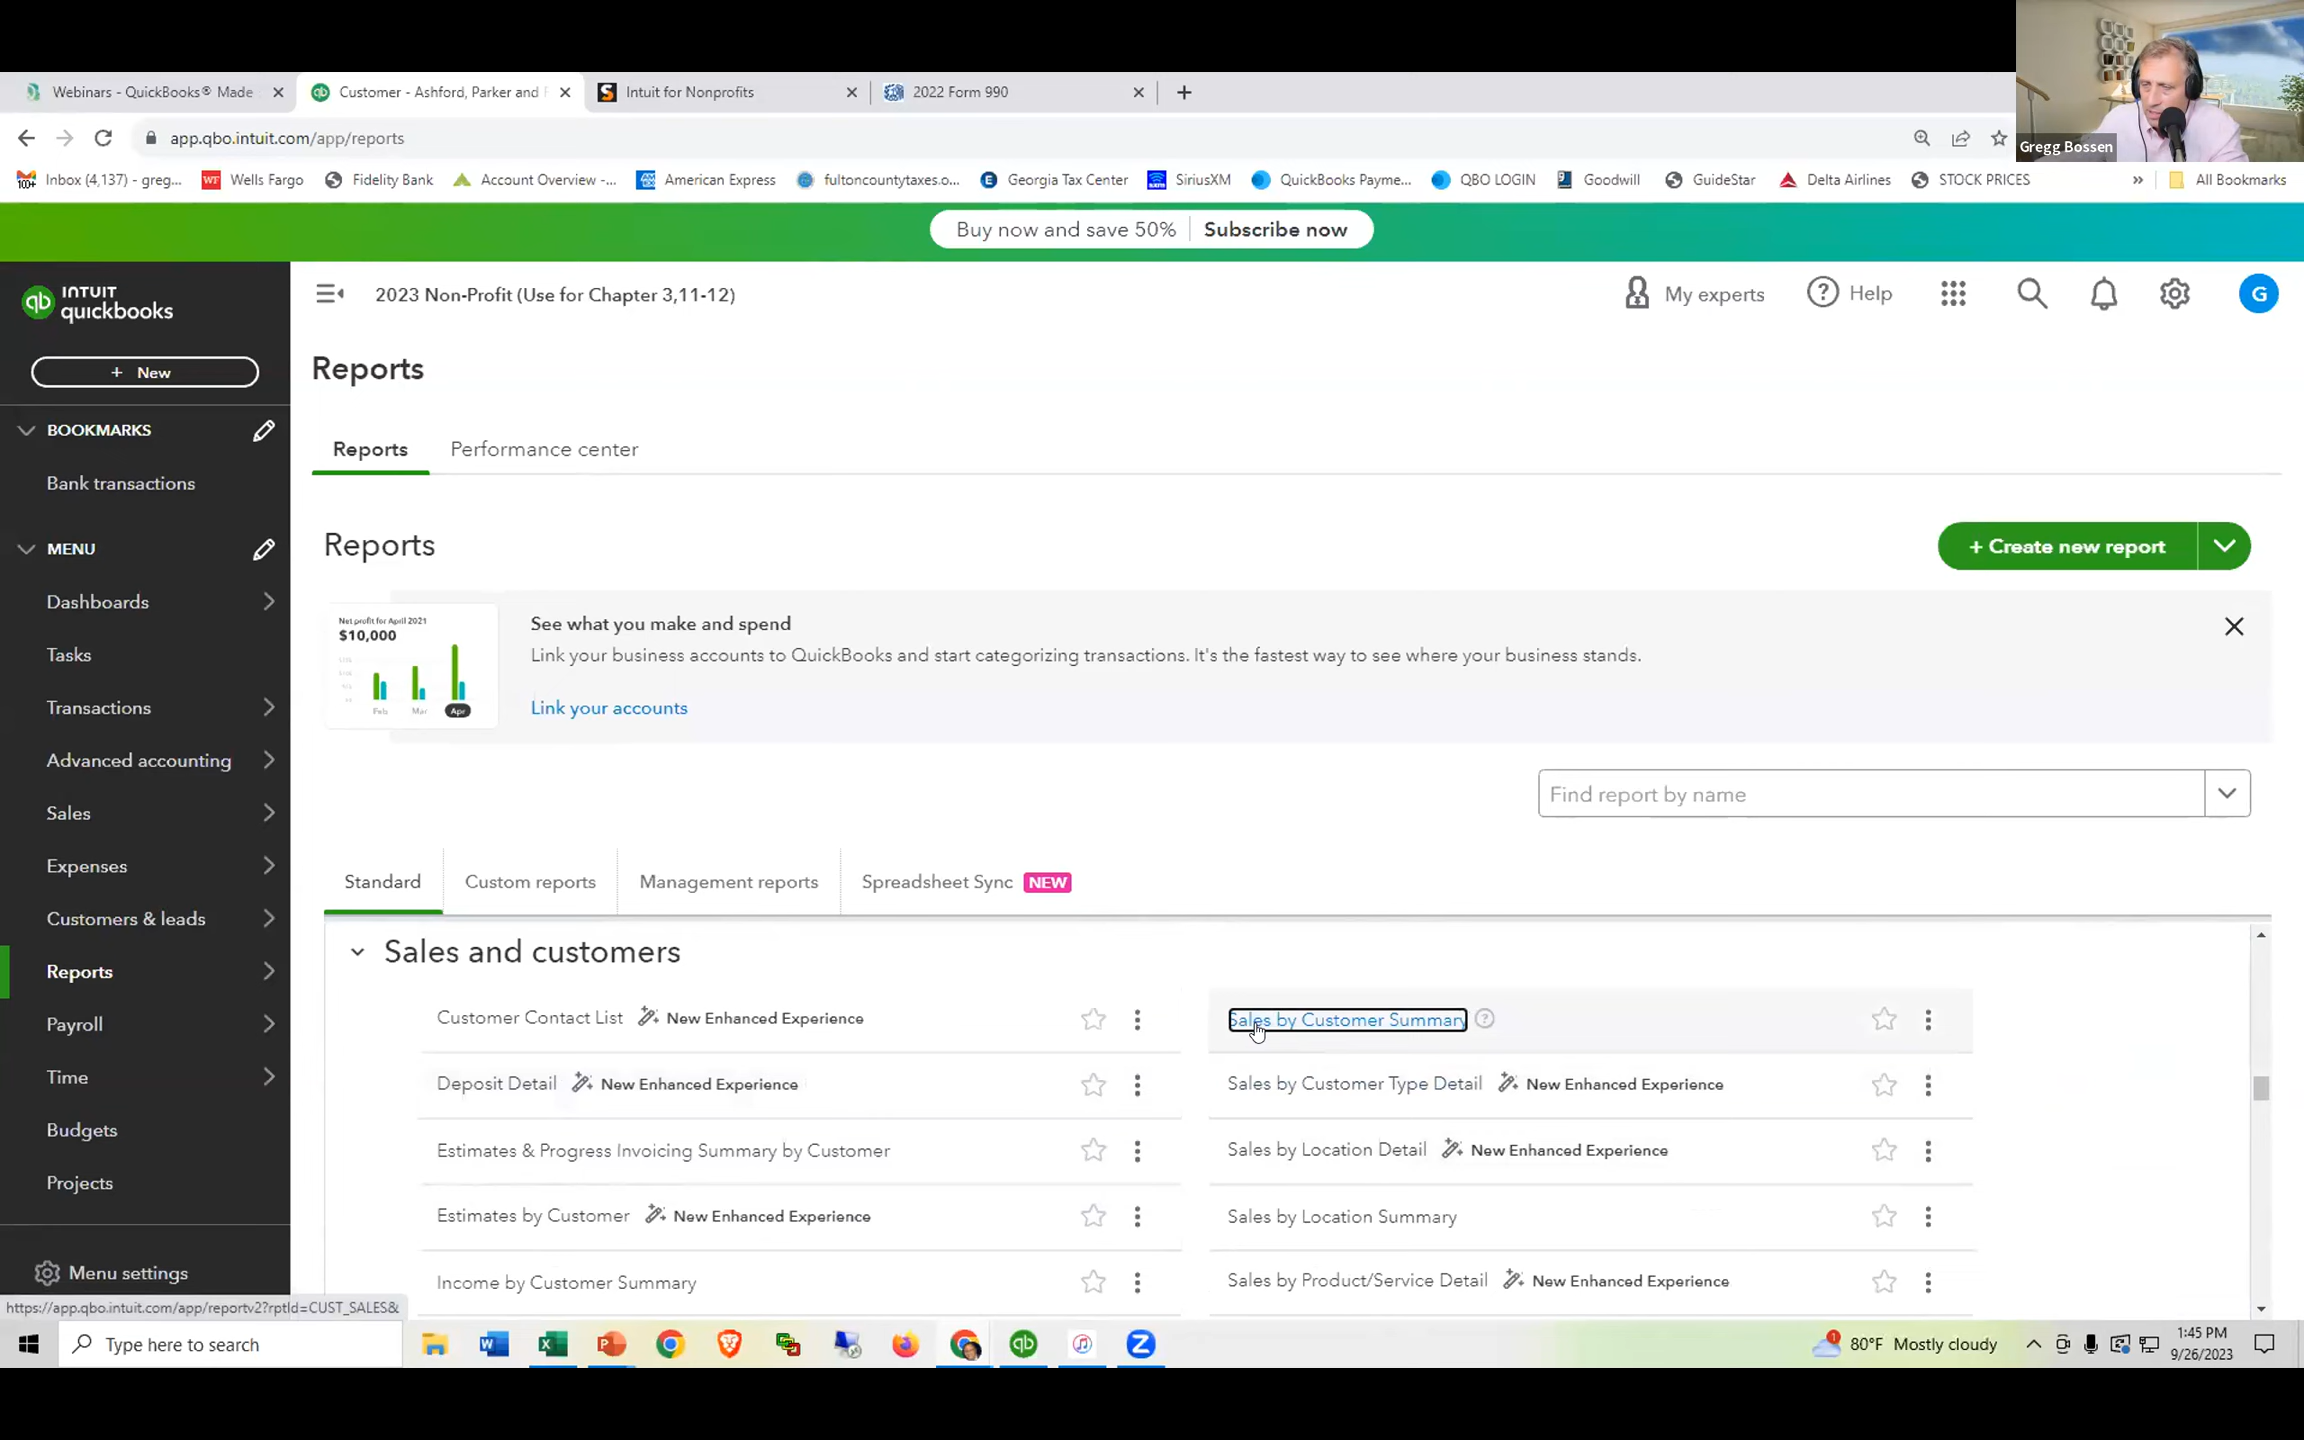 Gregg Bossen
Webinars - QuickBooks® Made
Customer - Ashford, Parker and
Intuit for Nonprofits
2022 Form 990
app.qbo.intuit.com/app/reports
100+
Inbox (4,137) - greg...
WF
Wells Fargo
Fidelity Bank
Account Overview -...
American Express
fultoncountytaxes.o...
Georgia Tax Center
SiriusXM
QuickBooks Payme...
QBO LOGIN
Goodwill
GuideStar
Delta Airlines
STOCK PRICES
»
All Bookmarks
Buy now and save 50%
Subscribe now
qb
INTUIT
quickbooks
2023 Non-Profit (Use for Chapter 3,11-12)
My experts
Help
G
+ New
BOOKMARKS
Bank transactions
MENU
Dashboards
Tasks
Transactions
Advanced accounting
Sales
Expenses
Customers & leads
Reports
Payroll
Time
Budgets
Projects
Menu settings
Reports
Reports
Performance center
Reports
+ Create new report
Net profit for April 2021
$10,000
Feb
Mar
Apr
See what you make and spend
Link your business accounts to QuickBooks and start categorizing transactions. It's the fastest way to see where your business stands.
Link your accounts
Find report by name
Standard
Custom reports
Management reports
Spreadsheet Sync NEW
Sales and customers
Customer Contact List New Enhanced Experience
Sales by Customer Summary
Deposit Detail New Enhanced Experience
Sales by Customer Type Detail New Enhanced Experience
Estimates & Progress Invoicing Summary by Customer
Sales by Location Detail New Enhanced Experience
Estimates by Customer New Enhanced Experience
Sales by Location Summary
Income by Customer Summary
Sales by Product/Service Detail New Enhanced Experience
https://app.qbo.intuit.com/app/reportv2?rptId=CUST_SALES&
Type here to search
1
80°F Mostly cloudy
1:45 PM
9/26/2023